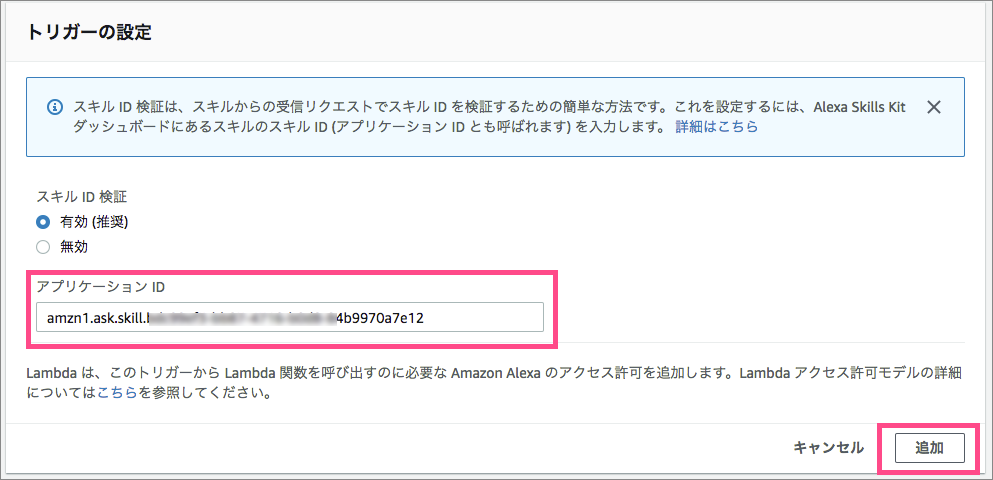 トリガーの設定
スキル ID 検証は、スキルからの受信リクエストでスキル ID を検証するための簡単な方法です。これを設定するには、Alexa Skills Kit
ダッシュボードにあるスキルのスキル ID (アプリケーション ID とも呼ばれます) を入力します。 詳細はこちら
スキル ID 検証
有効 (推奨)
無効
アプリケーション ID
amzn1.ask.skill. 4b9970a7e12
Lambda は、このトリガーから Lambda 関数を呼び出すのに必要な Amazon Alexa のアクセス許可を追加します。Lambda アクセス許可モデルの詳細
についてはこちらを参照してください。
キャンセル 追加